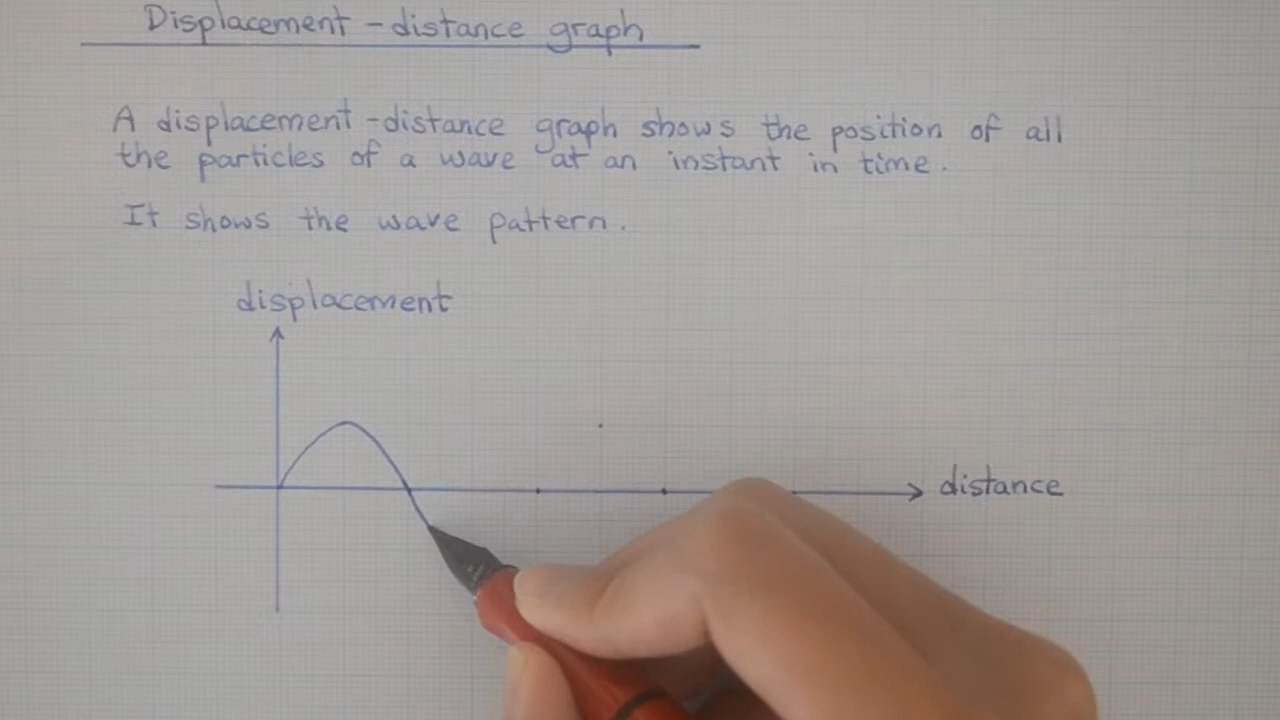 Displacement - distance graph
A displacement - distance graph shows the position of all
the particles of a wave at an instant in time.
It shows the wave pattern.
displacement
distance